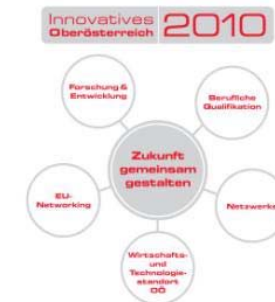 Innovatives
Oberösterreich 2010
Forschung &
Entwicklung
Berufliche
Qualifikation
Zukunft
gemeinsam
gestalten
EU-
Networking
Netzwerke
Wirtschafts-
und
Technologie-
standort
OÖ